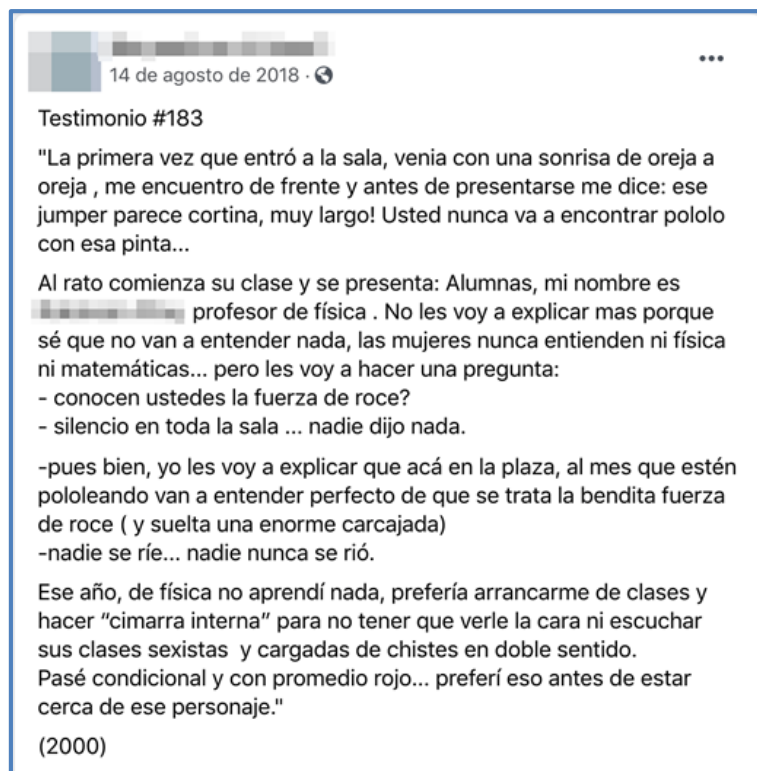 14 de agosto de 2018 ·
Testimonio #183
"La primera vez que entró a la sala, venia con una sonrisa de oreja a
oreja , me encuentro de frente y antes de presentarse me dice: ese
jumper parece cortina, muy largo! Usted nunca va a encontrar pololo
con esa pinta...
Al rato comienza su clase y se presenta: Alumnas, mi nombre es
profesor de física . No les voy a explicar mas porque
sé que no van a entender nada, las mujeres nunca entienden ni física
ni matemáticas... pero les voy a hacer una pregunta:
- conocen ustedes la fuerza de roce?
- silencio en toda la sala ... nadie dijo nada.
-pues bien, yo les voy a explicar que acá en la plaza, al mes que estén
pololeando van a entender perfecto de que se trata la bendita fuerza
de roce ( y suelta una enorme carcajada)
-nadie se ríe... nadie nunca se rió.
Ese año, de física no aprendí nada, prefería arrancarme de clases y
hacer “cimarra interna” para no tener que verle la cara ni escuchar
sus clases sexistas  y cargadas de chistes en doble sentido.
Pasé condicional y con promedio rojo... preferí eso antes de estar
cerca de ese personaje."
(2000)